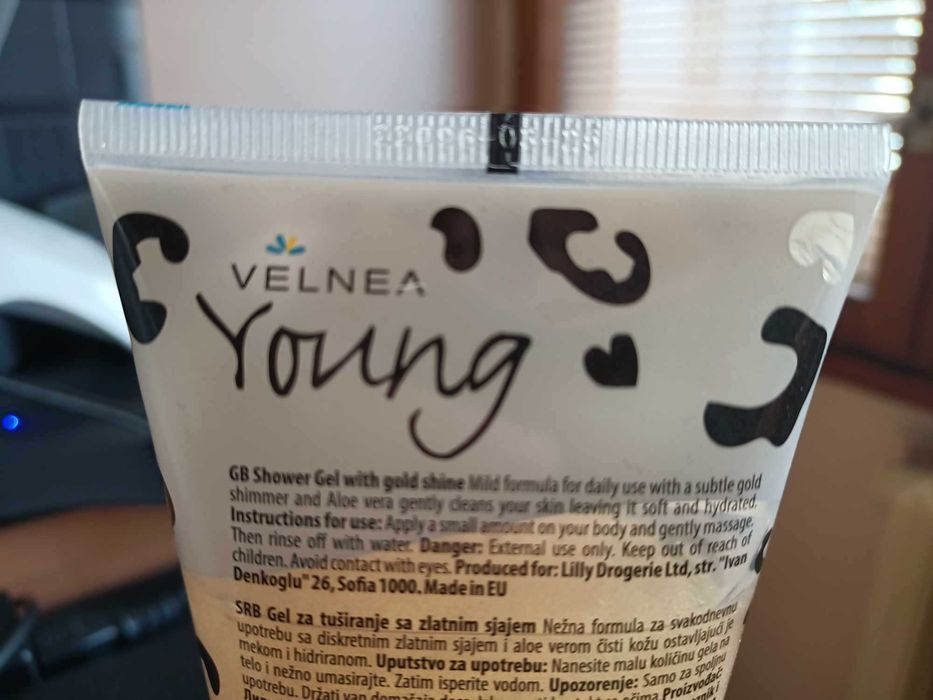 VELNEA
Young
GB Shower Gel with gold shine Mild formula for daily use with a subtle gold
shimmer and Aloe vera gently cleans your skin leaving it soft and hydrated.
Instructions for use: Apply a small amount on your body and gently massage.
Then rinse off with water. Danger: External use only. Keep out of reach of
children. Avoid contact with eyes. Produced for: Lilly Drogerie Ltd, str. "Ivan
Denkoglu" 26, Sofia 1000. Made in EU
SRB Gel za tuširanje sa zlatnim sjajem Nežna formula za svakodnevnu
upotrebu sa diskretnim zlatnim sjajem i aloe verom čisti kožu ostavljajući je
mekom i hidriranom. Uputstvo za upotrebu: Nanesite malu količinu gela na
telo i nežno umasirajte. Zatim isperite vodom. Upozorenje: Samo za spoljnu
upotrebu. Držati van
Proizvođač